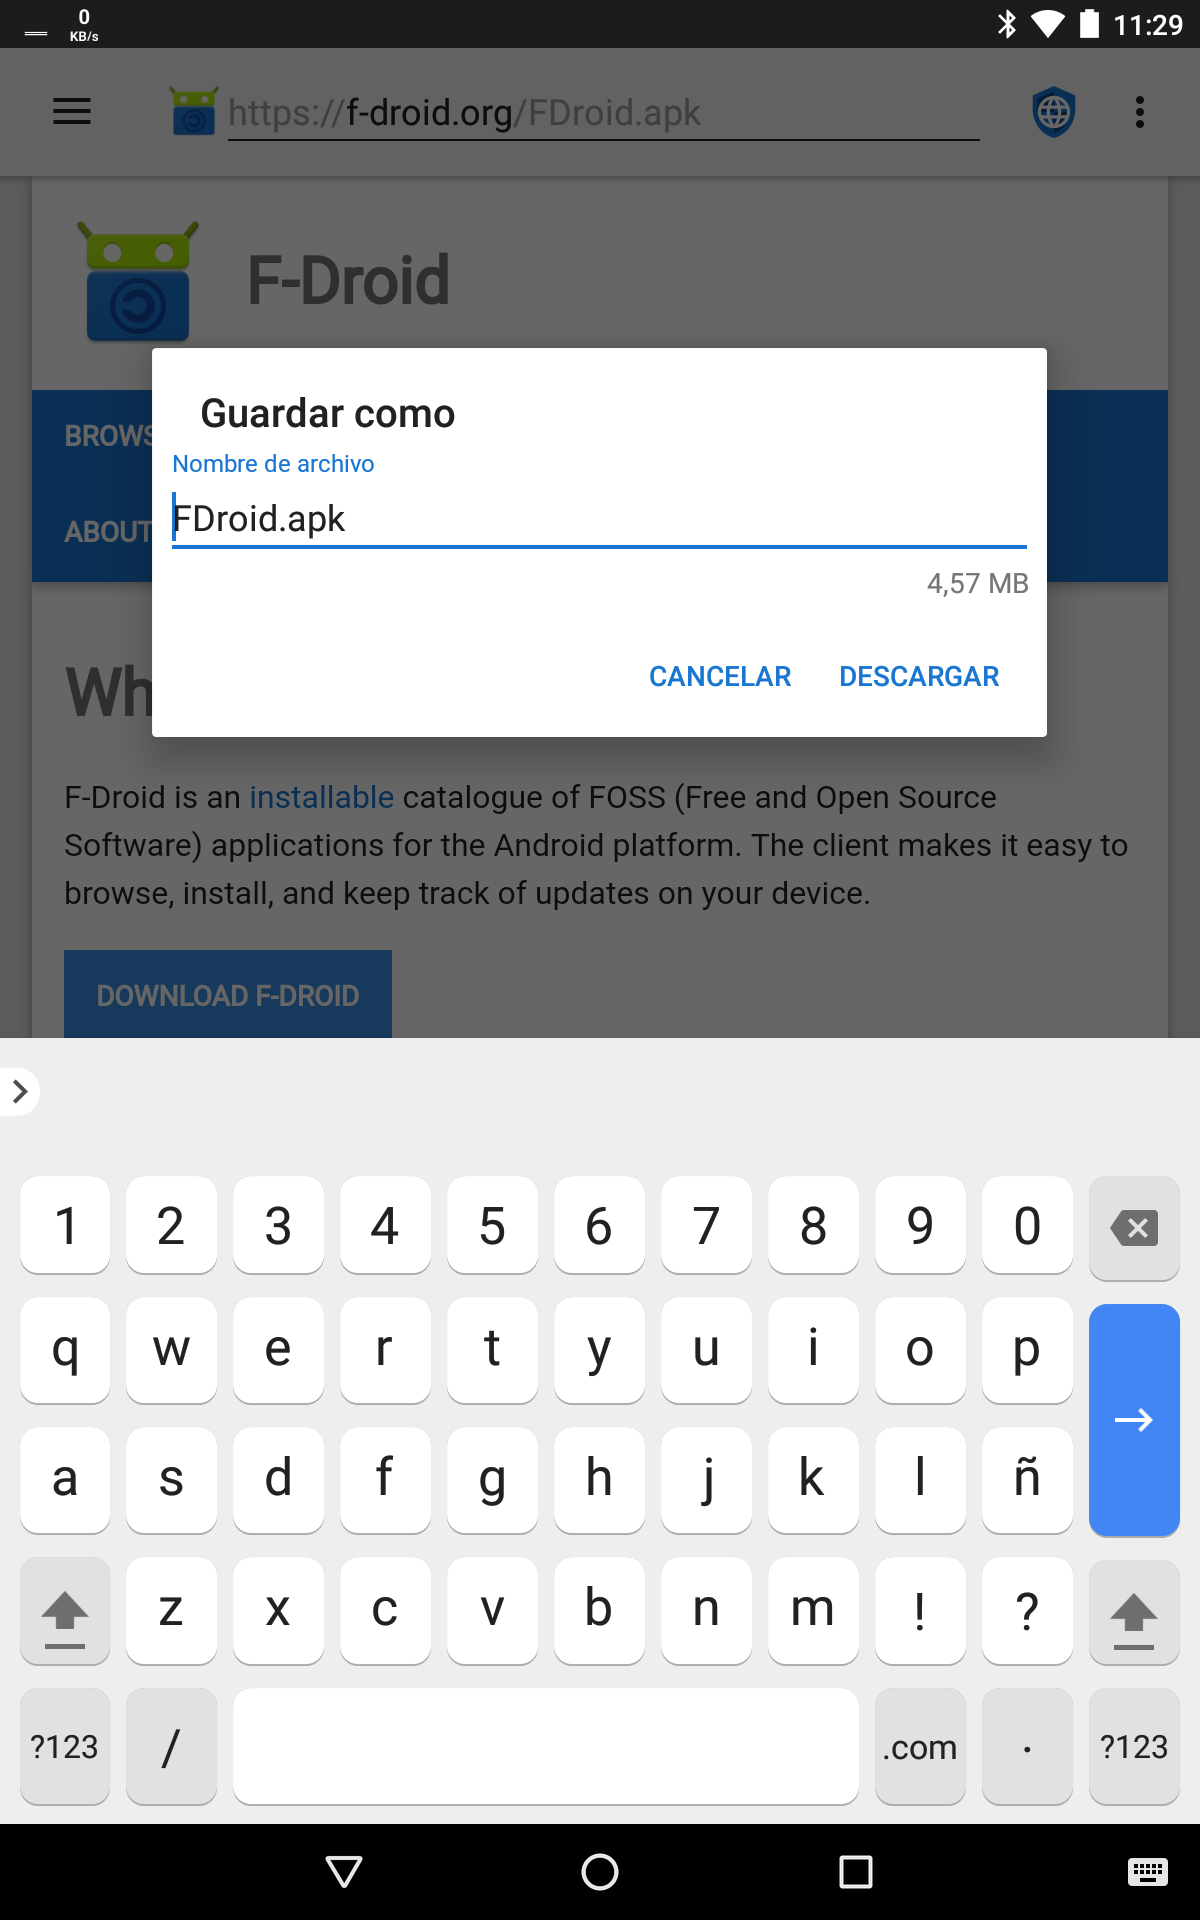 0
KB/s
11:29
https://f-droid.org/FDroid.apk
F-Droid
BROWS
ABOUT
Guardar como
Nombre de archivo
FDroid.apk
4,57 MB
CANCELAR DESCARGAR
Wh
F-Droid is an installable catalogue of FOSS (Free and Open Source
Software) applications for the Android platform. The client makes it easy to
browse, install, and keep track of updates on your device.
DOWNLOAD F-DROID
1 2 3 4 5 6 7 8 9 0
q w e r t y u i o p
a s d f g h j k l ñ
z x c v b n m ! ?
?123 / .com . ?123